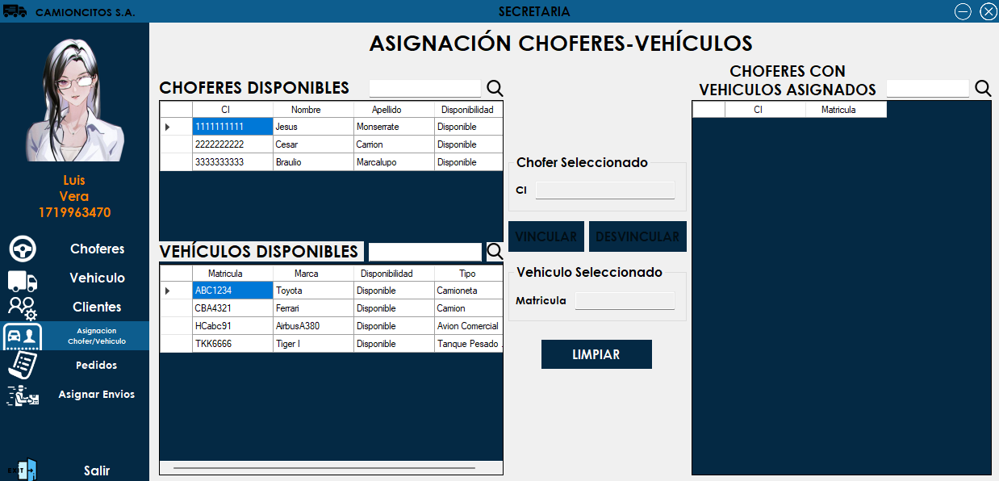 CAMIONCITOS S.A.
SECRETARIA
Luis
Vera
1719963470
Choferes
Vehiculo
Clientes
Asignacion
Chofer/Vehiculo
Pedidos
Asignar Envios
EXIT
Salir
ASIGNACIÓN CHOFERES-VEHÍCULOS
CHOFERES DISPONIBLES
CI Nombre Apellido Disponibilidad
1111111111 Jesus Monserrate Disponible
2222222222 Cesar Carrion Disponible
3333333333 Braulio Marcalupo Disponible
VEHÍCULOS DISPONIBLES
Matricula Marca Disponibilidad Tipo
ABC1234 Toyota Disponible Camioneta
CBA4321 Ferrari Disponible Camion
HCabc91 AirbusA380 Disponible Avion Comercial
TKK6666 Tiger I Disponible Tanque Pesado .
Chofer Seleccionado
CI
VINCULAR DESVINCULAR
Vehiculo Seleccionado
Matricula
LIMPIAR
CHOFERES CON
VEHICULOS ASIGNADOS
CI Matricula